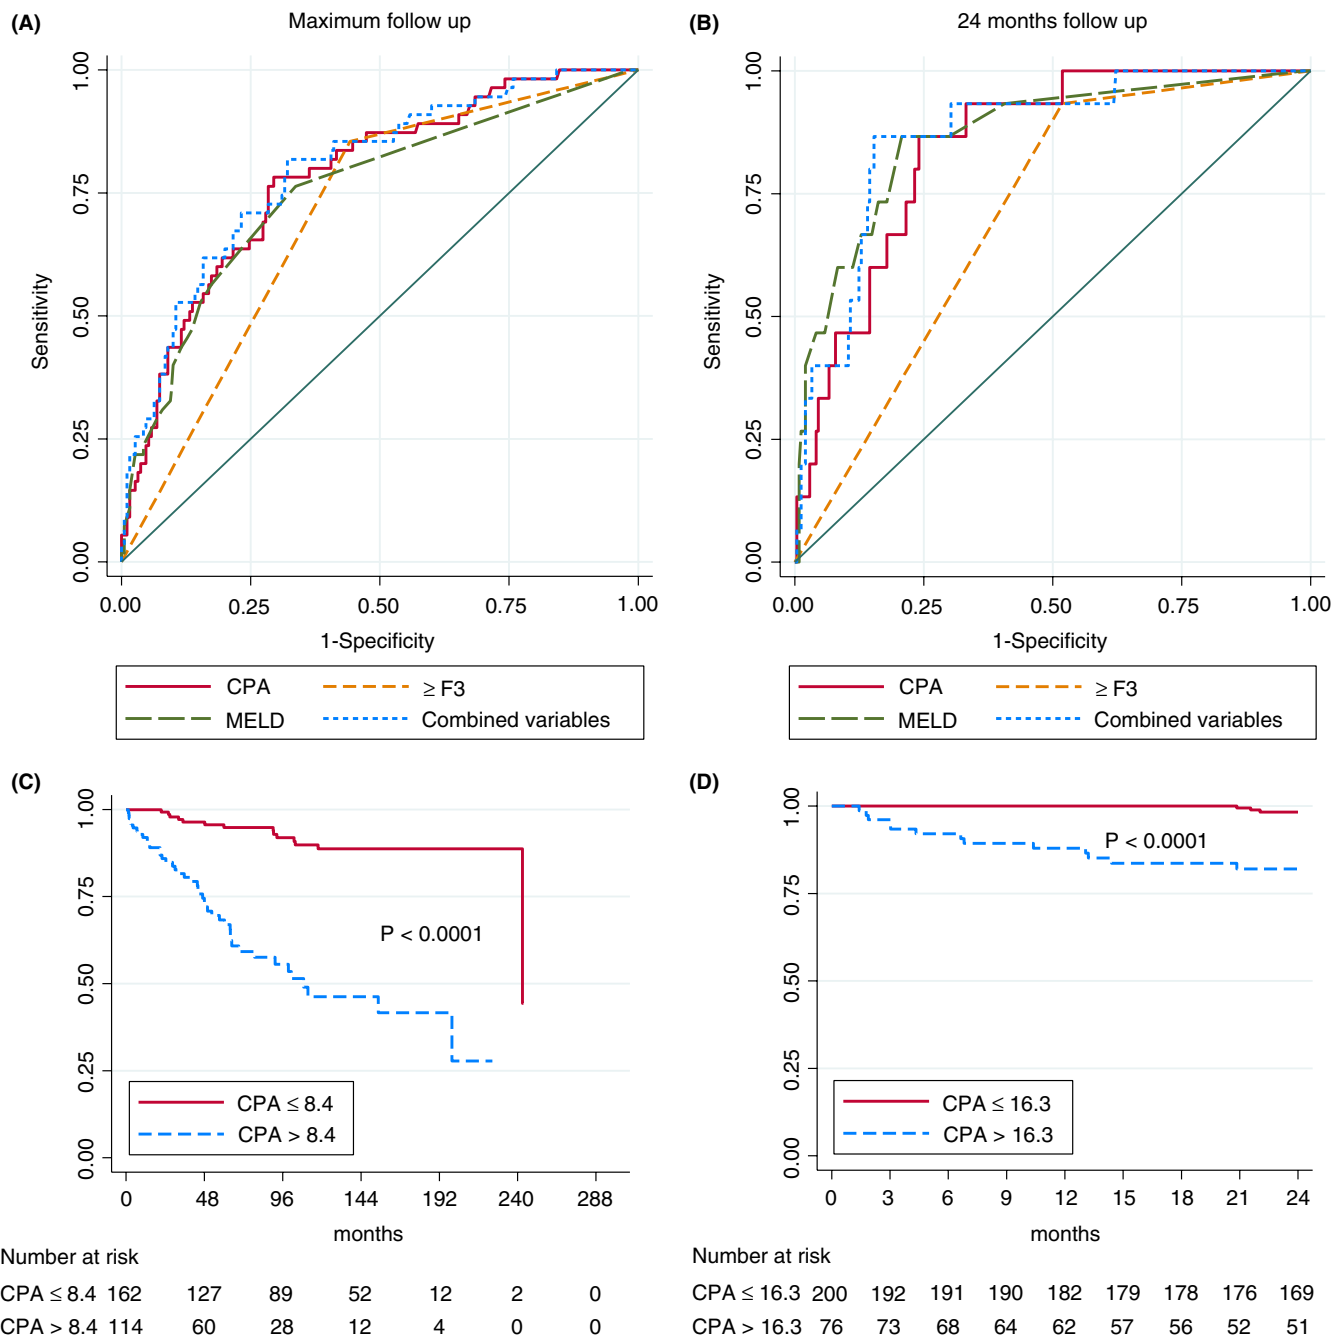 (A) Maximum follow up
1.00
0.75
0.50
0.25
0.00
Sensitivity
0.00 0.25 0.50 0.75 1.00
1-Specificity
CPA ≥ F3
MELD Combined variables
(B) 24 months follow up
1.00
0.75
0.50
0.25
0.00
Sensitivity
0.00 0.25 0.50 0.75 1.00
1-Specificity
CPA ≥ F3
MELD Combined variables
(C)
1.00
0.75
0.50
0.25
0.00
P < 0.0001
CPA ≤ 8.4
CPA > 8.4
0 48 96 144 192 240 288
months
Number at risk
CPA ≤ 8.4 162 127 89 52 12 2 0
CPA > 8.4 114 60 28 12 4 0 0
(D)
1.00
0.75
0.50
0.25
0.00
P < 0.0001
CPA ≤ 16.3
CPA > 16.3
0 3 6 9 12 15 18 21 24
months
Number at risk
CPA ≤ 16.3 200 192 191 190 182 179 178 176 169
CPA > 16.3 76 73 68 64 62 57 56 52 51